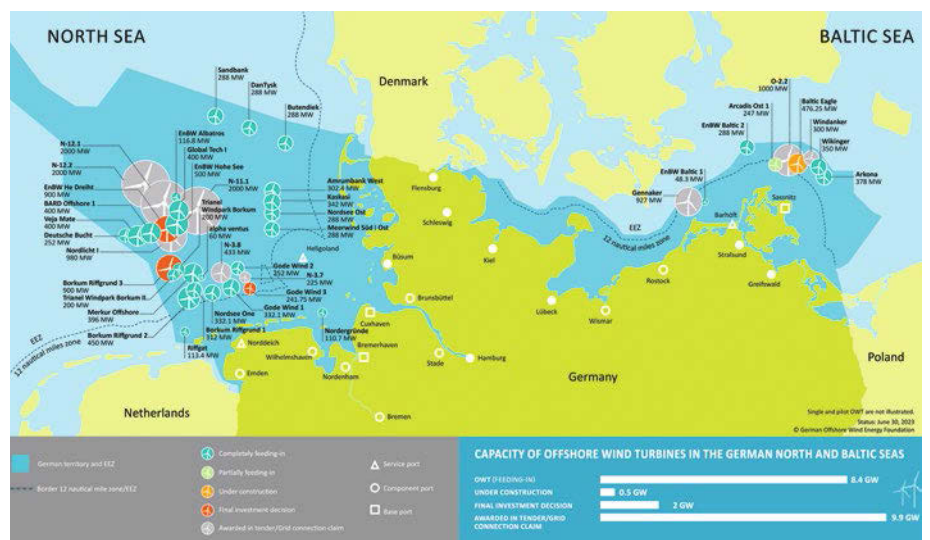 NORTH SEA
BALTIC SEA
Sandbank
288 MW
DanTysk
288 MW
Butendiek
288 MW
Denmark
O-2.2
1000 MW
Arcadis Ost 1
247 MW
Baltic Eagle
476.25 MW
EnBW Baltic 2
288 MW
Windanker
300 MW
Wikinger
350 MW
Arkona
378 MW
EnBW Baltic 1
48.3 MW
Gennaker
927 MW
N-12.1
2000 MW
N-12.2
2000 MW
EnBW He Dreiht
900 MW
BARD Offshore 1
400 MW
Veja Mate
400 MW
Deutsche Bucht
252 MW
Nordlicht I
980 MW
EnBW Albatros
116.8 MW
Global Tech I
400 MW
EnBW Hohe See
500 MW
N-11.1
2000 MW
Trianel
Windpark Borkum
200 MW
alpha ventus
60 MW
N-3.8
433 MW
Amrumbank West
302.4 MW
Kaskasi
342 MW
Nordsee Ost
288 MW
Meerwind Süd I Ost
288 MW
Helgoland
Gode Wind 2
252 MW
N-3.7
225 MW
Gode Wind 3
241.75 MW
Gode Wind 1
332.1 MW
Borkum Riffgrund 3
900 MW
Trianel Windpark Borkum II
200 MW
Merkur Offshore
396 MW
Borkum Riffgrund 2
450 MW
Nordsee One
332.1 MW
Borkum Riffgrund 1
312 MW
Riffgat
113.4 MW
Nordergründe
110.7 MW
EEZ
12 nautical miles zone
EEZ
12 nautical miles zone
Flensburg
Schleswig
Kiel
Büsum
Brunsbüttel
Cuxhaven
Bremerhaven
Norddeich
Wilhelmshaven
Emden
Nordenham
Stade
Hamburg
Bremen
Lübeck
Wismar
Rostock
Barhöft
Sassnitz
Stralsund
Greifswald
Netherlands
Germany
Poland
Single and pilot OWT are not illustrated.
Status: June 30, 2023
© German Offshore Wind Energy Foundation
German territory and EEZ
Border 12 nautical mile zone/EEZ
Completely feeding-in
Partially feeding-in
Under construction
Final investment decision
Awarded in tender/Grid connection claim
Service port
Component port
Base port
CAPACITY OF OFFSHORE WIND TURBINES IN THE GERMAN NORTH AND BALTIC SEAS
OWT (FEEDING-IN) 8.4 GW
UNDER CONSTRUCTION 0.5 GW
FINAL INVESTMENT DECISION 2 GW
AWARDED IN TENDER/GRID
CONNECTION CLAIM 9.9 GW